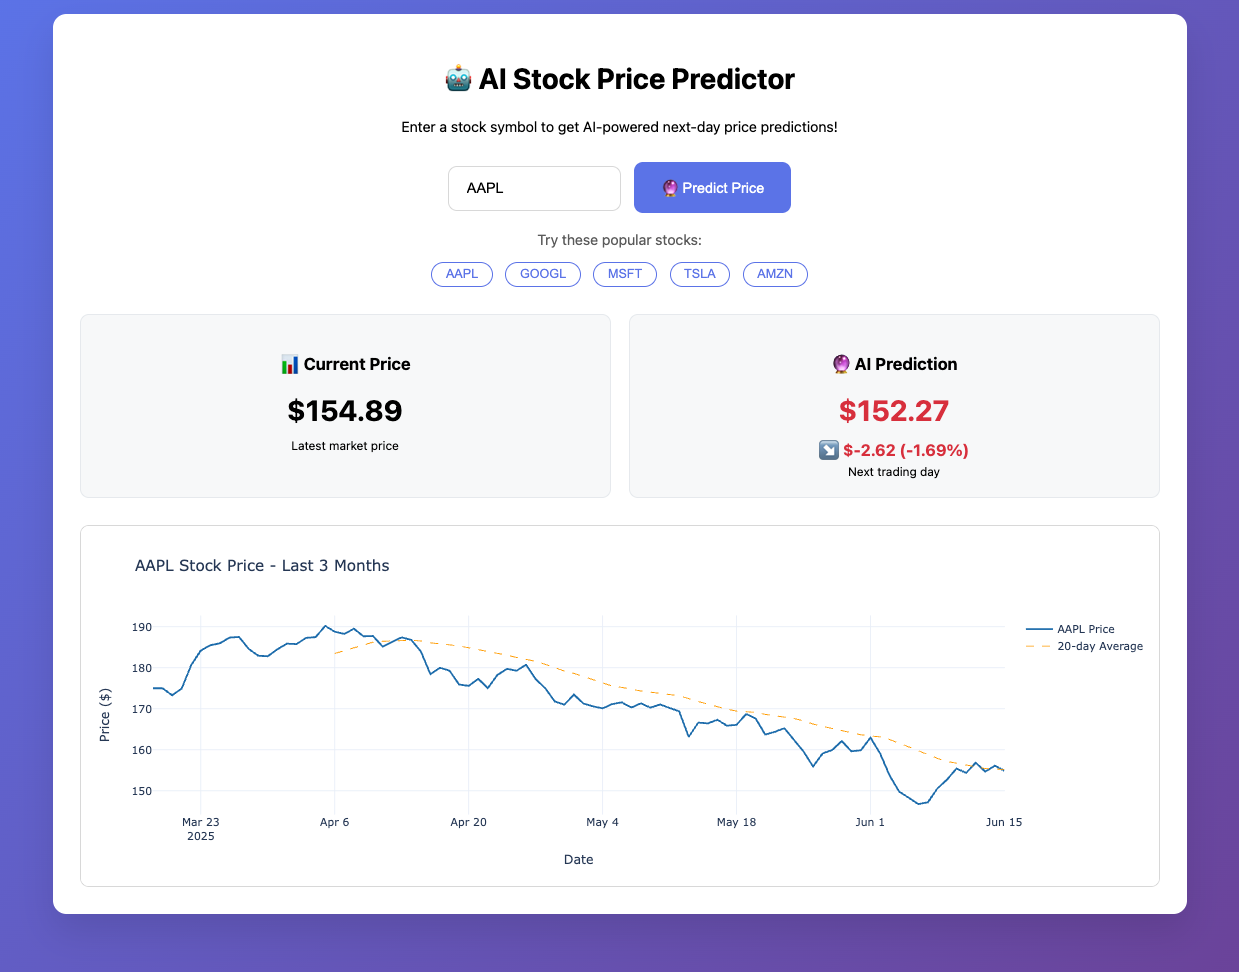 🤖 AI Stock Price Predictor
Enter a stock symbol to get AI-powered next-day price predictions!
AAPL
🔮 Predict Price
Try these popular stocks:
AAPL GOOGL MSFT TSLA AMZN
📊 Current Price
$154.89
Latest market price
🔮 AI Prediction
$152.27
↘️ $-2.62 (-1.69%)
Next trading day
AAPL Stock Price - Last 3 Months
190
180
170
160
150
Price ($)
AAPL Price
20-day Average
Mar 23 Apr 6 Apr 20 May 4 May 18 Jun 1 Jun 15
2025
Date